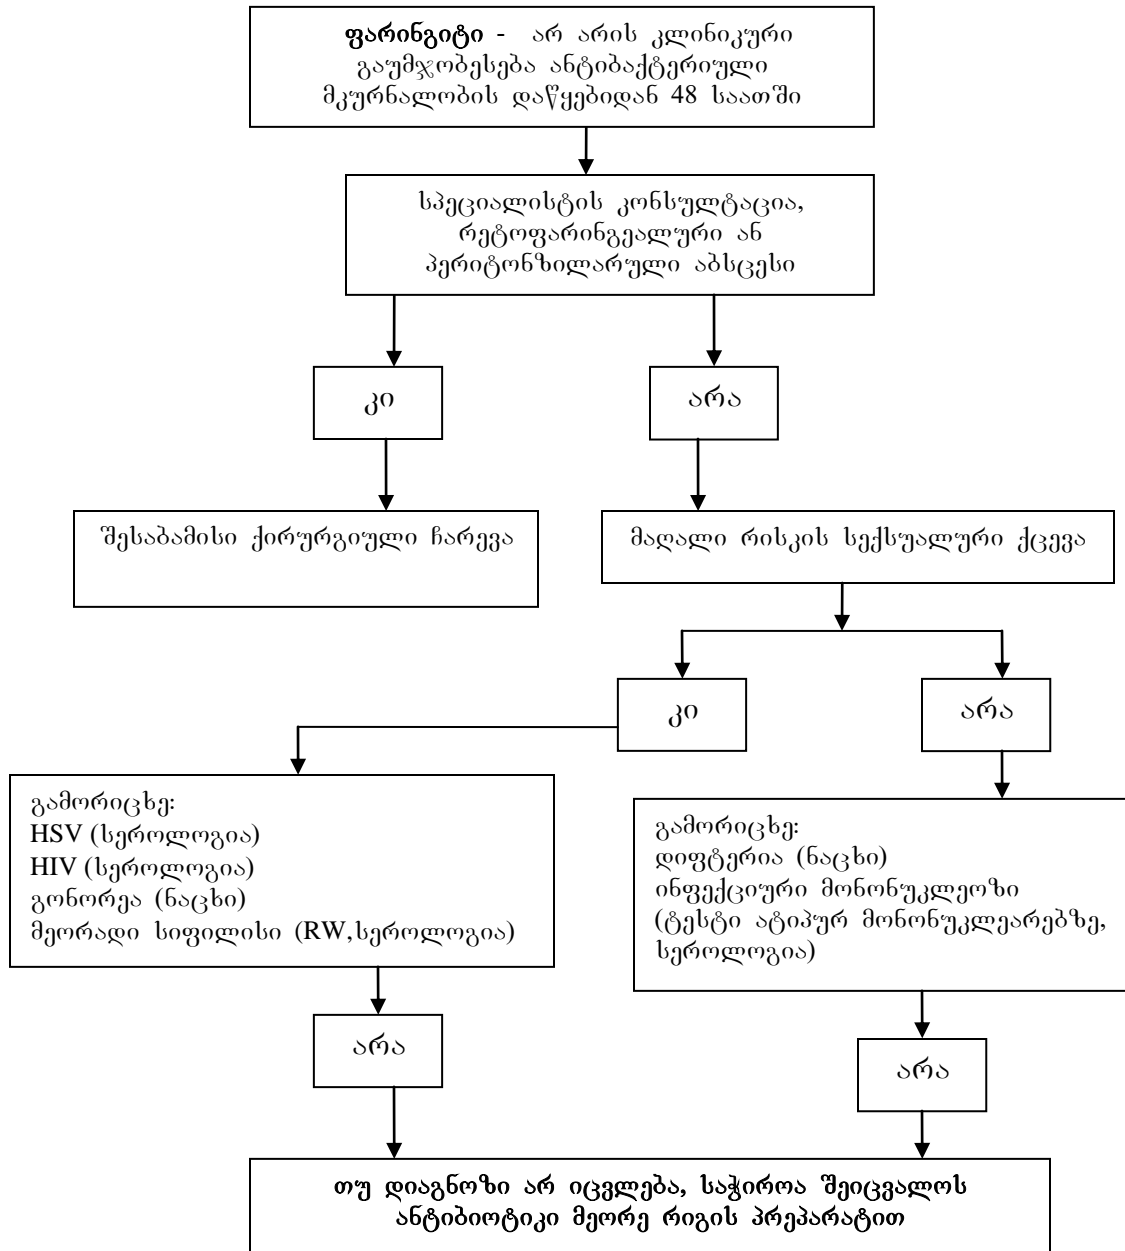 ფარინგიტი - არ არის კლინიკური
გაუმჯობესება ანტიბაქტერიული
მკურნალობის დაწყებიდან 48 საათში
სპეციალისტის კონსულტაცია,
რეტოფარინგეალური ან
პერიტონზილარული აბსცესი
კი
არა
შესაბამისი ქირურგიული ჩარევა
მაღალი რისკის სექსუალური ქცევა
კი
არა
გამორიცხე:
HSV (სეროლოგია)
HIV (სეროლოგია)
გონორეა (ნაცხი)
მეორადი სიფილისი (RW,სეროლოგია)
გამორიცხე:
დიფტერია (ნაცხი)
ინფექციური მონონუკლეოზი
(ტესტი ატიპურ მონონუკლეარებზე,
სეროლოგია)
არა
არა
თუ დიაგნოზი არ იცვლება, საჭიროა შეიცვალოს
ანტიბიოტიკი მეორე რიგის პრეპარატით